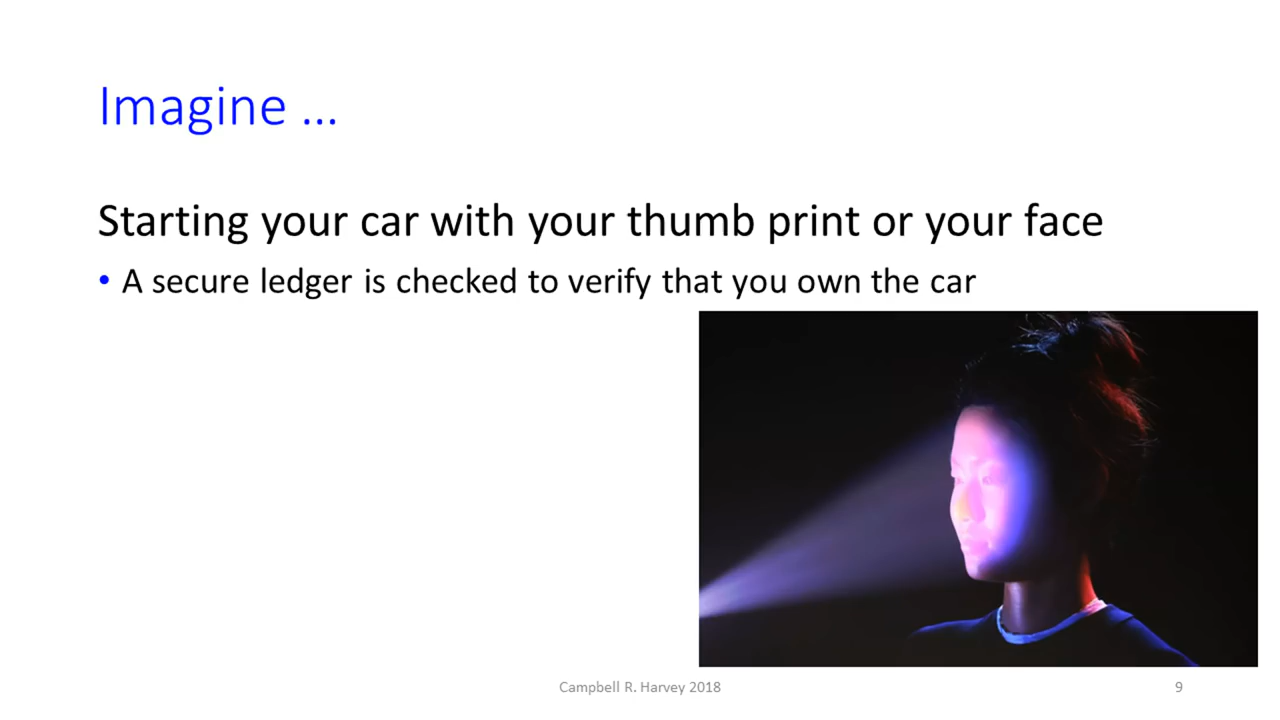 Imagine ...
Starting your car with your thumb print or your face
• A secure ledger is checked to verify that you own the car
Campbell R. Harvey 2018
9